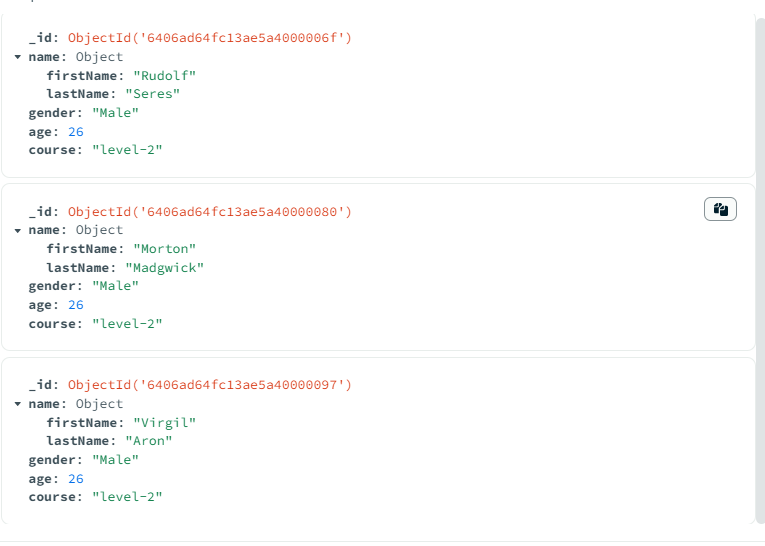 _id: ObjectId('6406ad64fc13ae5a4000006f')
name: Object
firstName: "Rudolf"
lastName: "Seres"
gender: "Male"
age: 26
course: "level-2"
_id: ObjectId('6406ad64fc13ae5a40000080')
name: Object
firstName: "Morton"
lastName: "Madgwick"
gender: "Male"
age: 26
course: "level-2"
_id: ObjectId('6406ad64fc13ae5a40000097')
name: Object
firstName: "Virgil"
lastName: "Aron"
gender: "Male"
age: 26
course: "level-2"